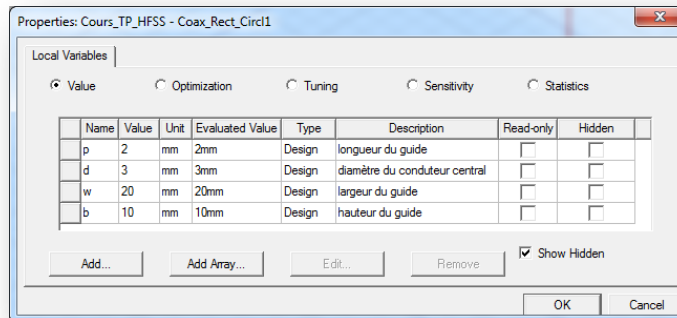 Properties: Cours_TP_HFSS - Coax_Rect_Circl1
x
Local Variables
Value Optimization Tuning Sensitivity Statistics
Name Value Unit Evaluated Value Type Description Read-only Hidden
p 2 mm 2mm Design longueur du guide
d 3 mm 3mm Design diamètre du conduteur central
w 20 mm 20mm Design largeur du guide
b 10 mm 10mm Design hauteur du guide
Show Hidden
Add... Add Array... Edit... Remove
OK Cancel